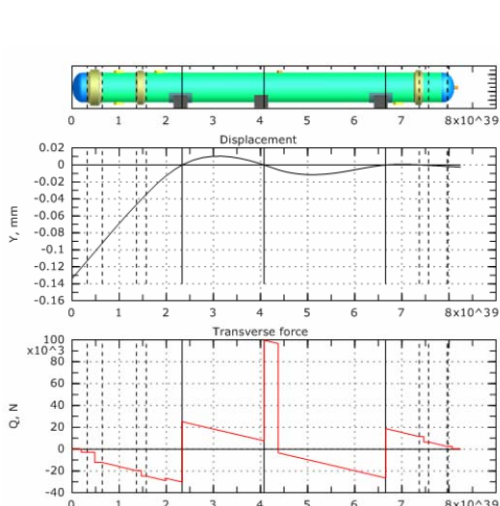 0 1 2 3 4 5 6 7 8x10^39
Displacement
0.02
0
-0.02
-0.04
-0.06
-0.08
-0.1
-0.12
-0.14
-0.16
Y, mm
0 1 2 3 4 5 6 7 8x10^39
Transverse force
100
x10^3
80
60
40
20
0
-20
-40
Q, N
0 1 2 3 4 5 6 7 8x10^39